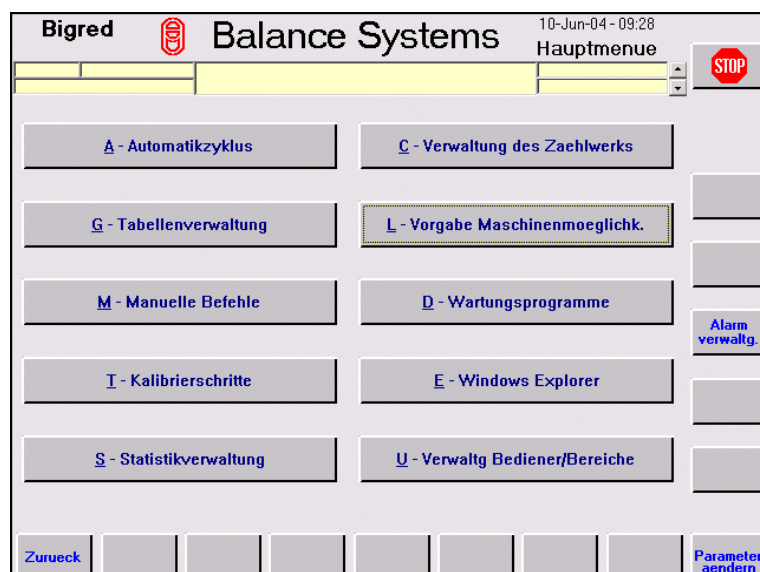 Bigred
Balance Systems
10-Jun-04 - 09:28
Hauptmenue
STOP
A - Automatikzyklus
C - Verwaltung des Zaehlwerks
G - Tabellenverwaltung
L - Vorgabe Maschinenmoeglichk.
M - Manuelle Befehle
D - Wartungsprogramme
Alarm
verwaltg.
T - Kalibrierschritte
E - Windows Explorer
S - Statistikverwaltung
U - Verwaltg Bediener/Bereiche
Zurueck
Parameter
aendern